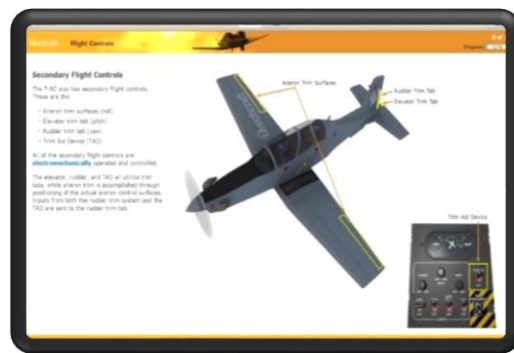 Flight Controls
Progress
Secondary Flight Controls
The T-6C also has secondary flight controls.
These are the:
• Aileron trim surfaces (roll)
• Elevator trim tab (pitch)
• Rudder trim tab (yaw)
• Trim Aid Device (TAD)
All of the secondary flight controls are
electromechanically operated and controlled.
The elevator, rudder, and TAD all utilize trim
tabs, while aileron trim is accomplished through
positioning of the actual aileron control surfaces.
Inputs from both the rudder trim system and the
TAD are sent to the rudder trim tab.
Aileron Trim Surfaces
Rudder Trim Tab
Elevator Trim Tab
Trim Aid Device